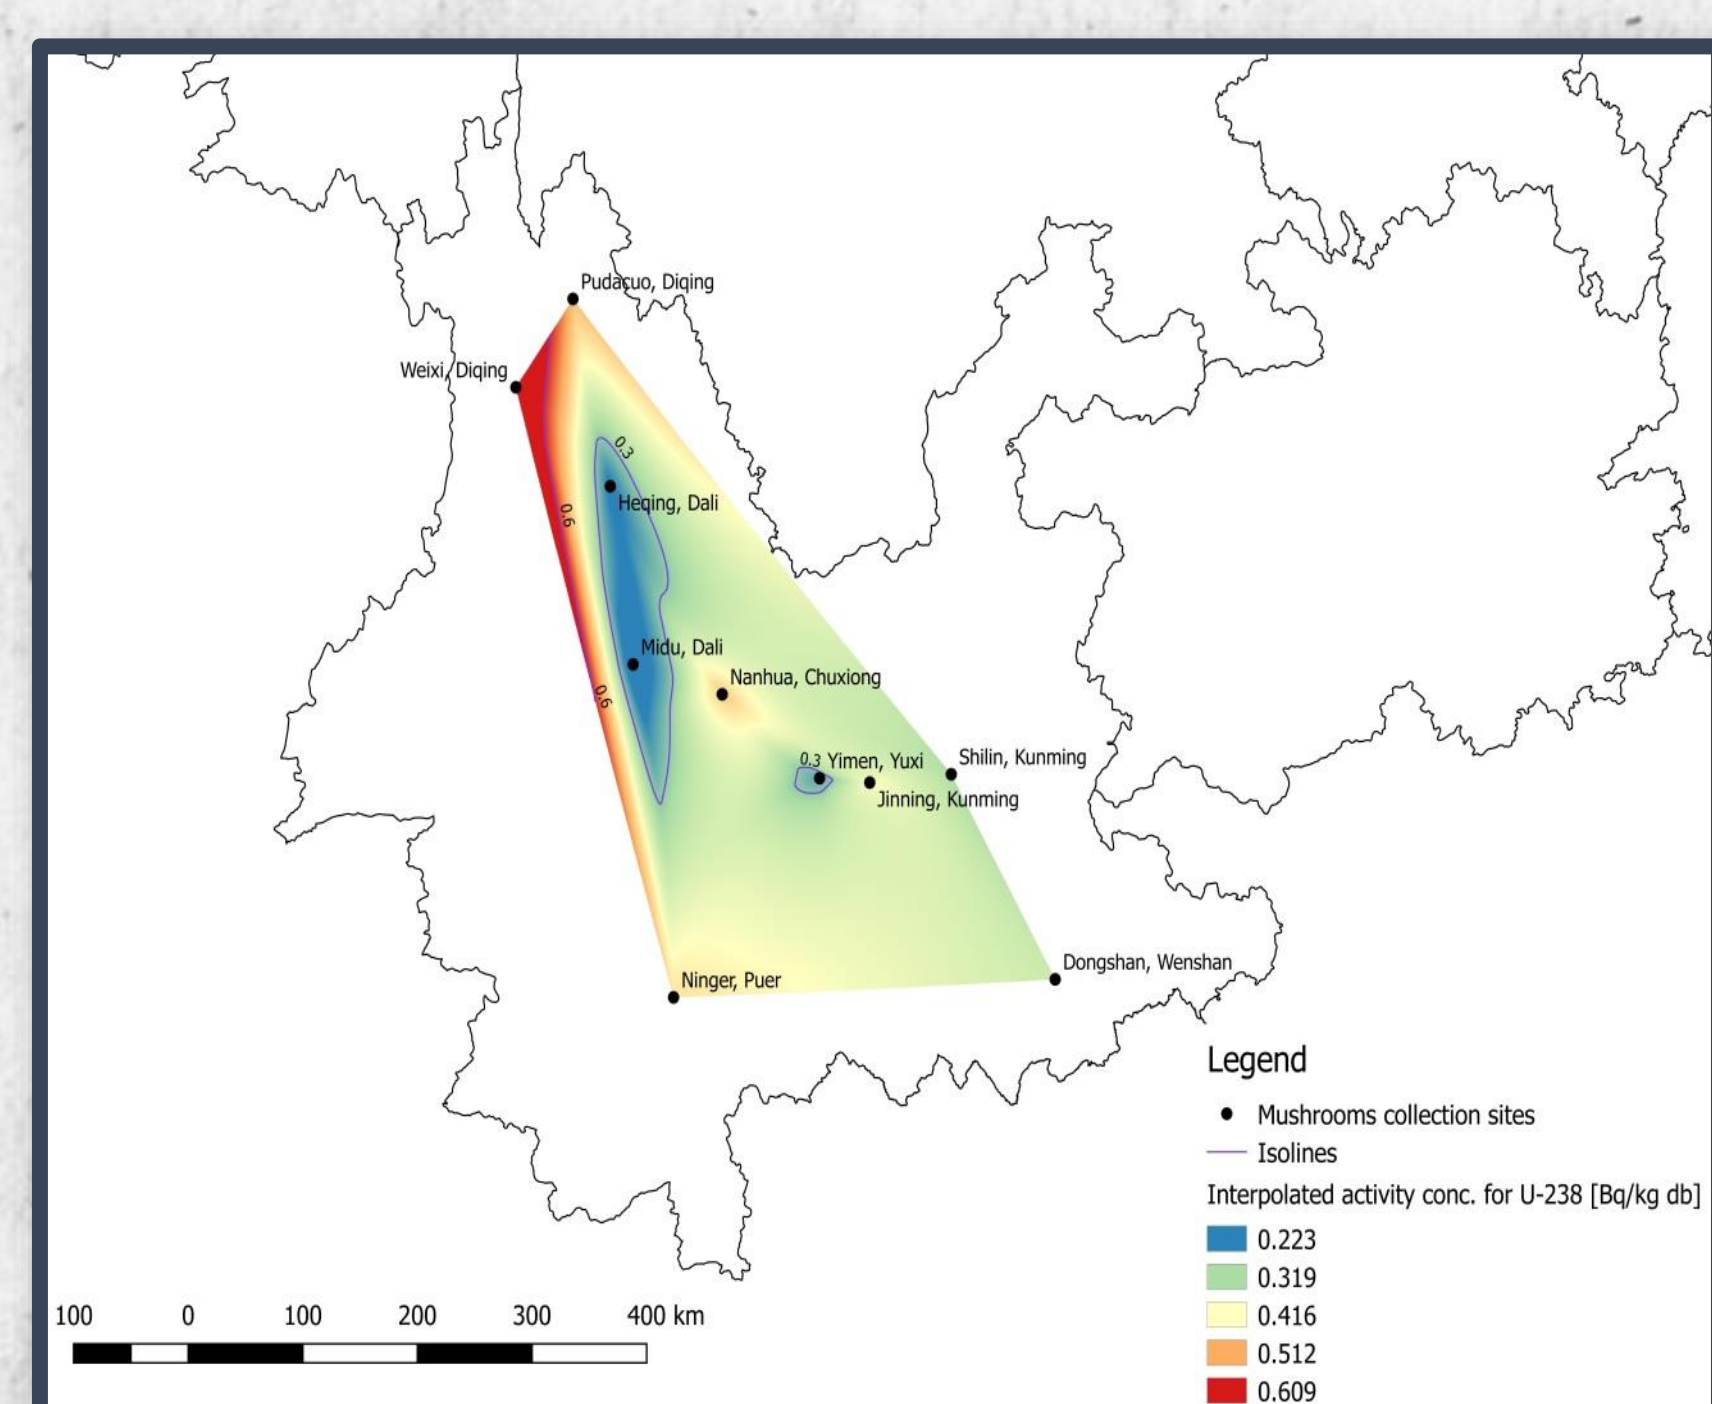 Pudacuo, Diqing
Weixi, Diqing
0.3
Heqing, Dali
0.6
Midu, Dali
Nanhua, Chuxiong
0.6
0.3
Yimen, Yuxi
Shilin, Kunming
Jinning, Kunming
Dongshan, Wenshan
Ninger, Puer
Legend
Mushrooms collection sites
Isolines
Interpolated activity conc. for U-238 [Bq/kg db]
0.223
0.319
0.416
0.512
0.609
100 0 100 200 300 400 km